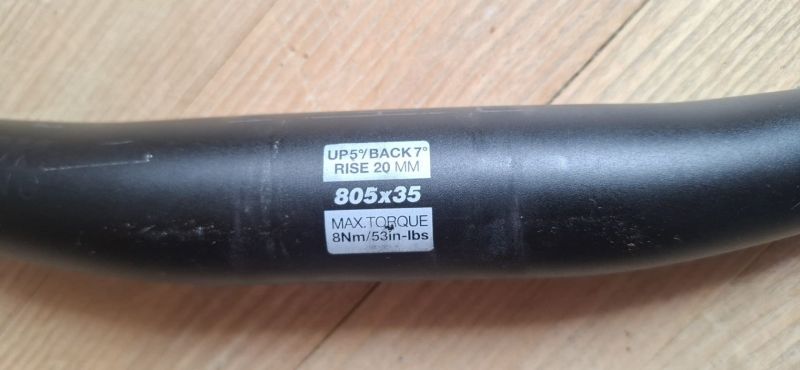 UP5°/BACK7°
RISE 20 MM
805x35
MAX.TORQUE
8Nm/53in-lbs